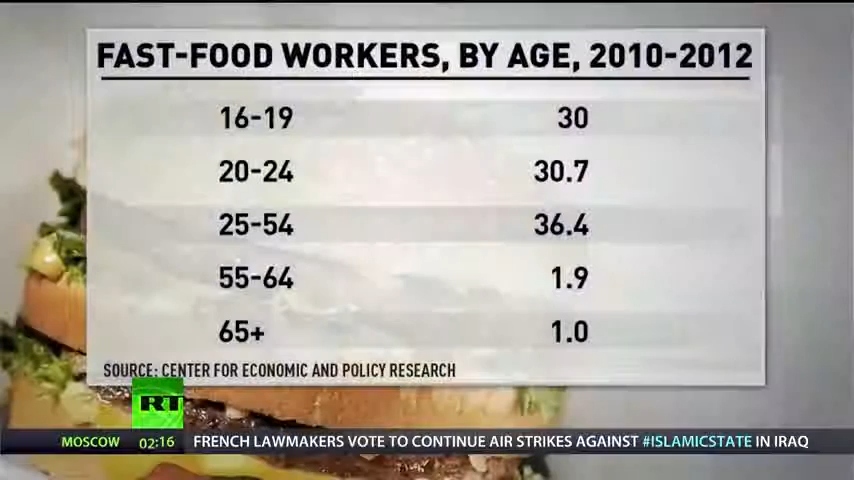 FAST-FOOD WORKERS, BY AGE, 2010-2012
16-19 30
20-24 30.7
25-54 36.4
55-64 1.9
65+ 1.0
SOURCE: CENTER FOR ECONOMIC AND POLICY RESEARCH
RT
MOSCOW 02:16 FRENCH LAWMAKERS VOTE TO CONTINUE AIR STRIKES AGAINST #ISLAMICSTATE IN IRAQ